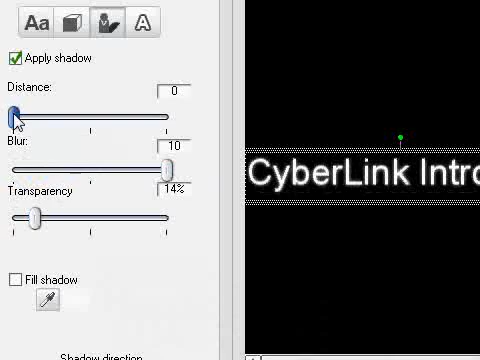 Aa A
Apply shadow
Distance:
0
Blur:
10
CyberLink Intro
Transparency
14%
Fill shadow
Shadow direction